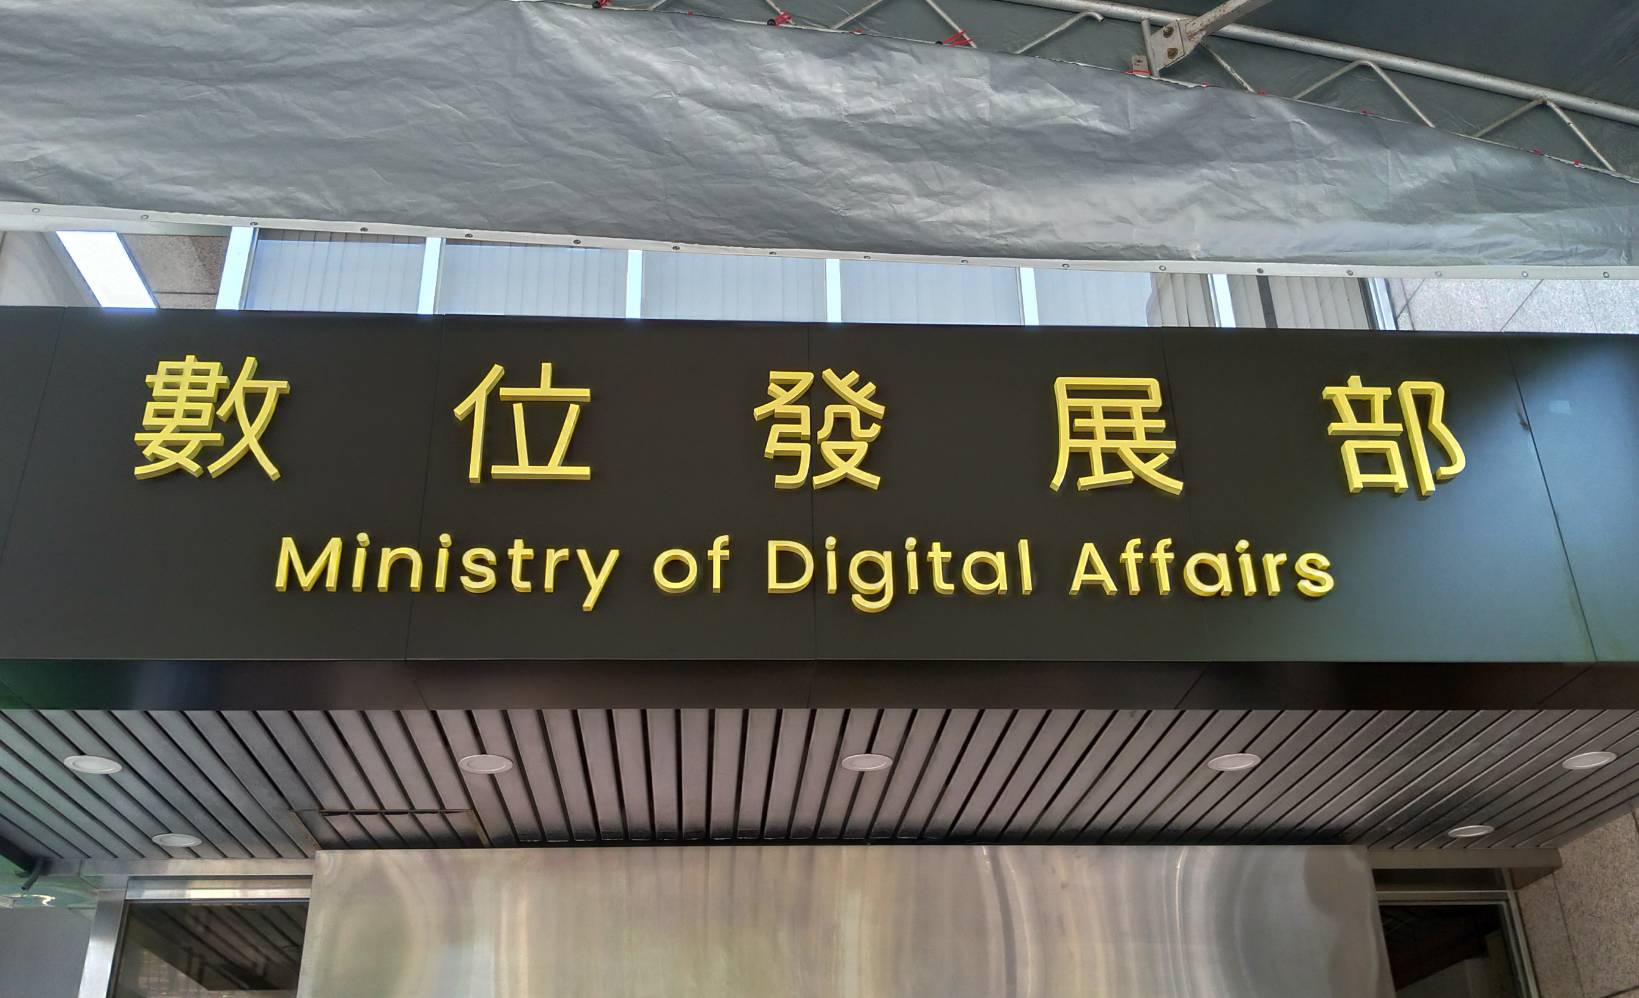 數位發展部
Ministry of Digital Affairs